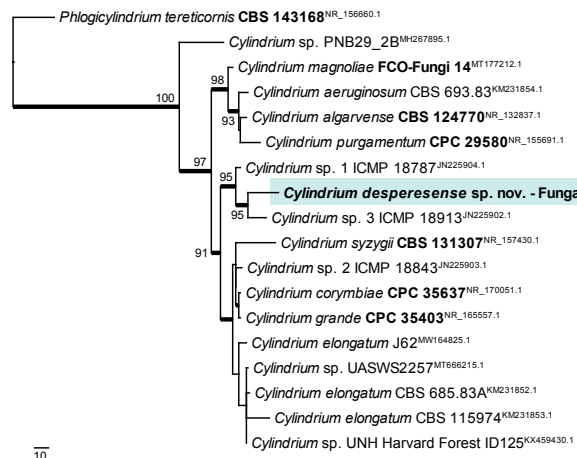 Phlogicylindrium tereticornis CBS 143168NR_156660.1
Cylindrium sp. PNB29_2BMH267895.1
98
Cylindrium magnoliae FCO-Fungi 14MT177212.1
Cylindrium aeruginosum CBS 693.83KM231854.1
100
93
Cylindrium algarvense CBS 124770NR_132837.1
Cylindrium purgamentum CPC 29580NR_155691.1
97
95
Cylindrium sp. 1 ICMP 18787JN225904.1
Cylindrium desperesense sp. nov. - Funga
95
Cylindrium sp. 3 ICMP 18913JN225902.1
91
Cylindrium syzygii CBS 131307NR_157430.1
Cylindrium sp. 2 ICMP 18843JN225903.1
Cylindrium corymbiae CPC 35637NR_170051.1
Cylindrium grande CPC 35403NR_165557.1
Cylindrium elongatum J62MW164825.1
Cylindrium sp. UASWS2257MT666215.1
Cylindrium elongatum CBS 685.83AKM231852.1
Cylindrium elongatum CBS 115974KM231853.1
Cylindrium sp. UNH Harvard Forest ID125KX459430.1
10